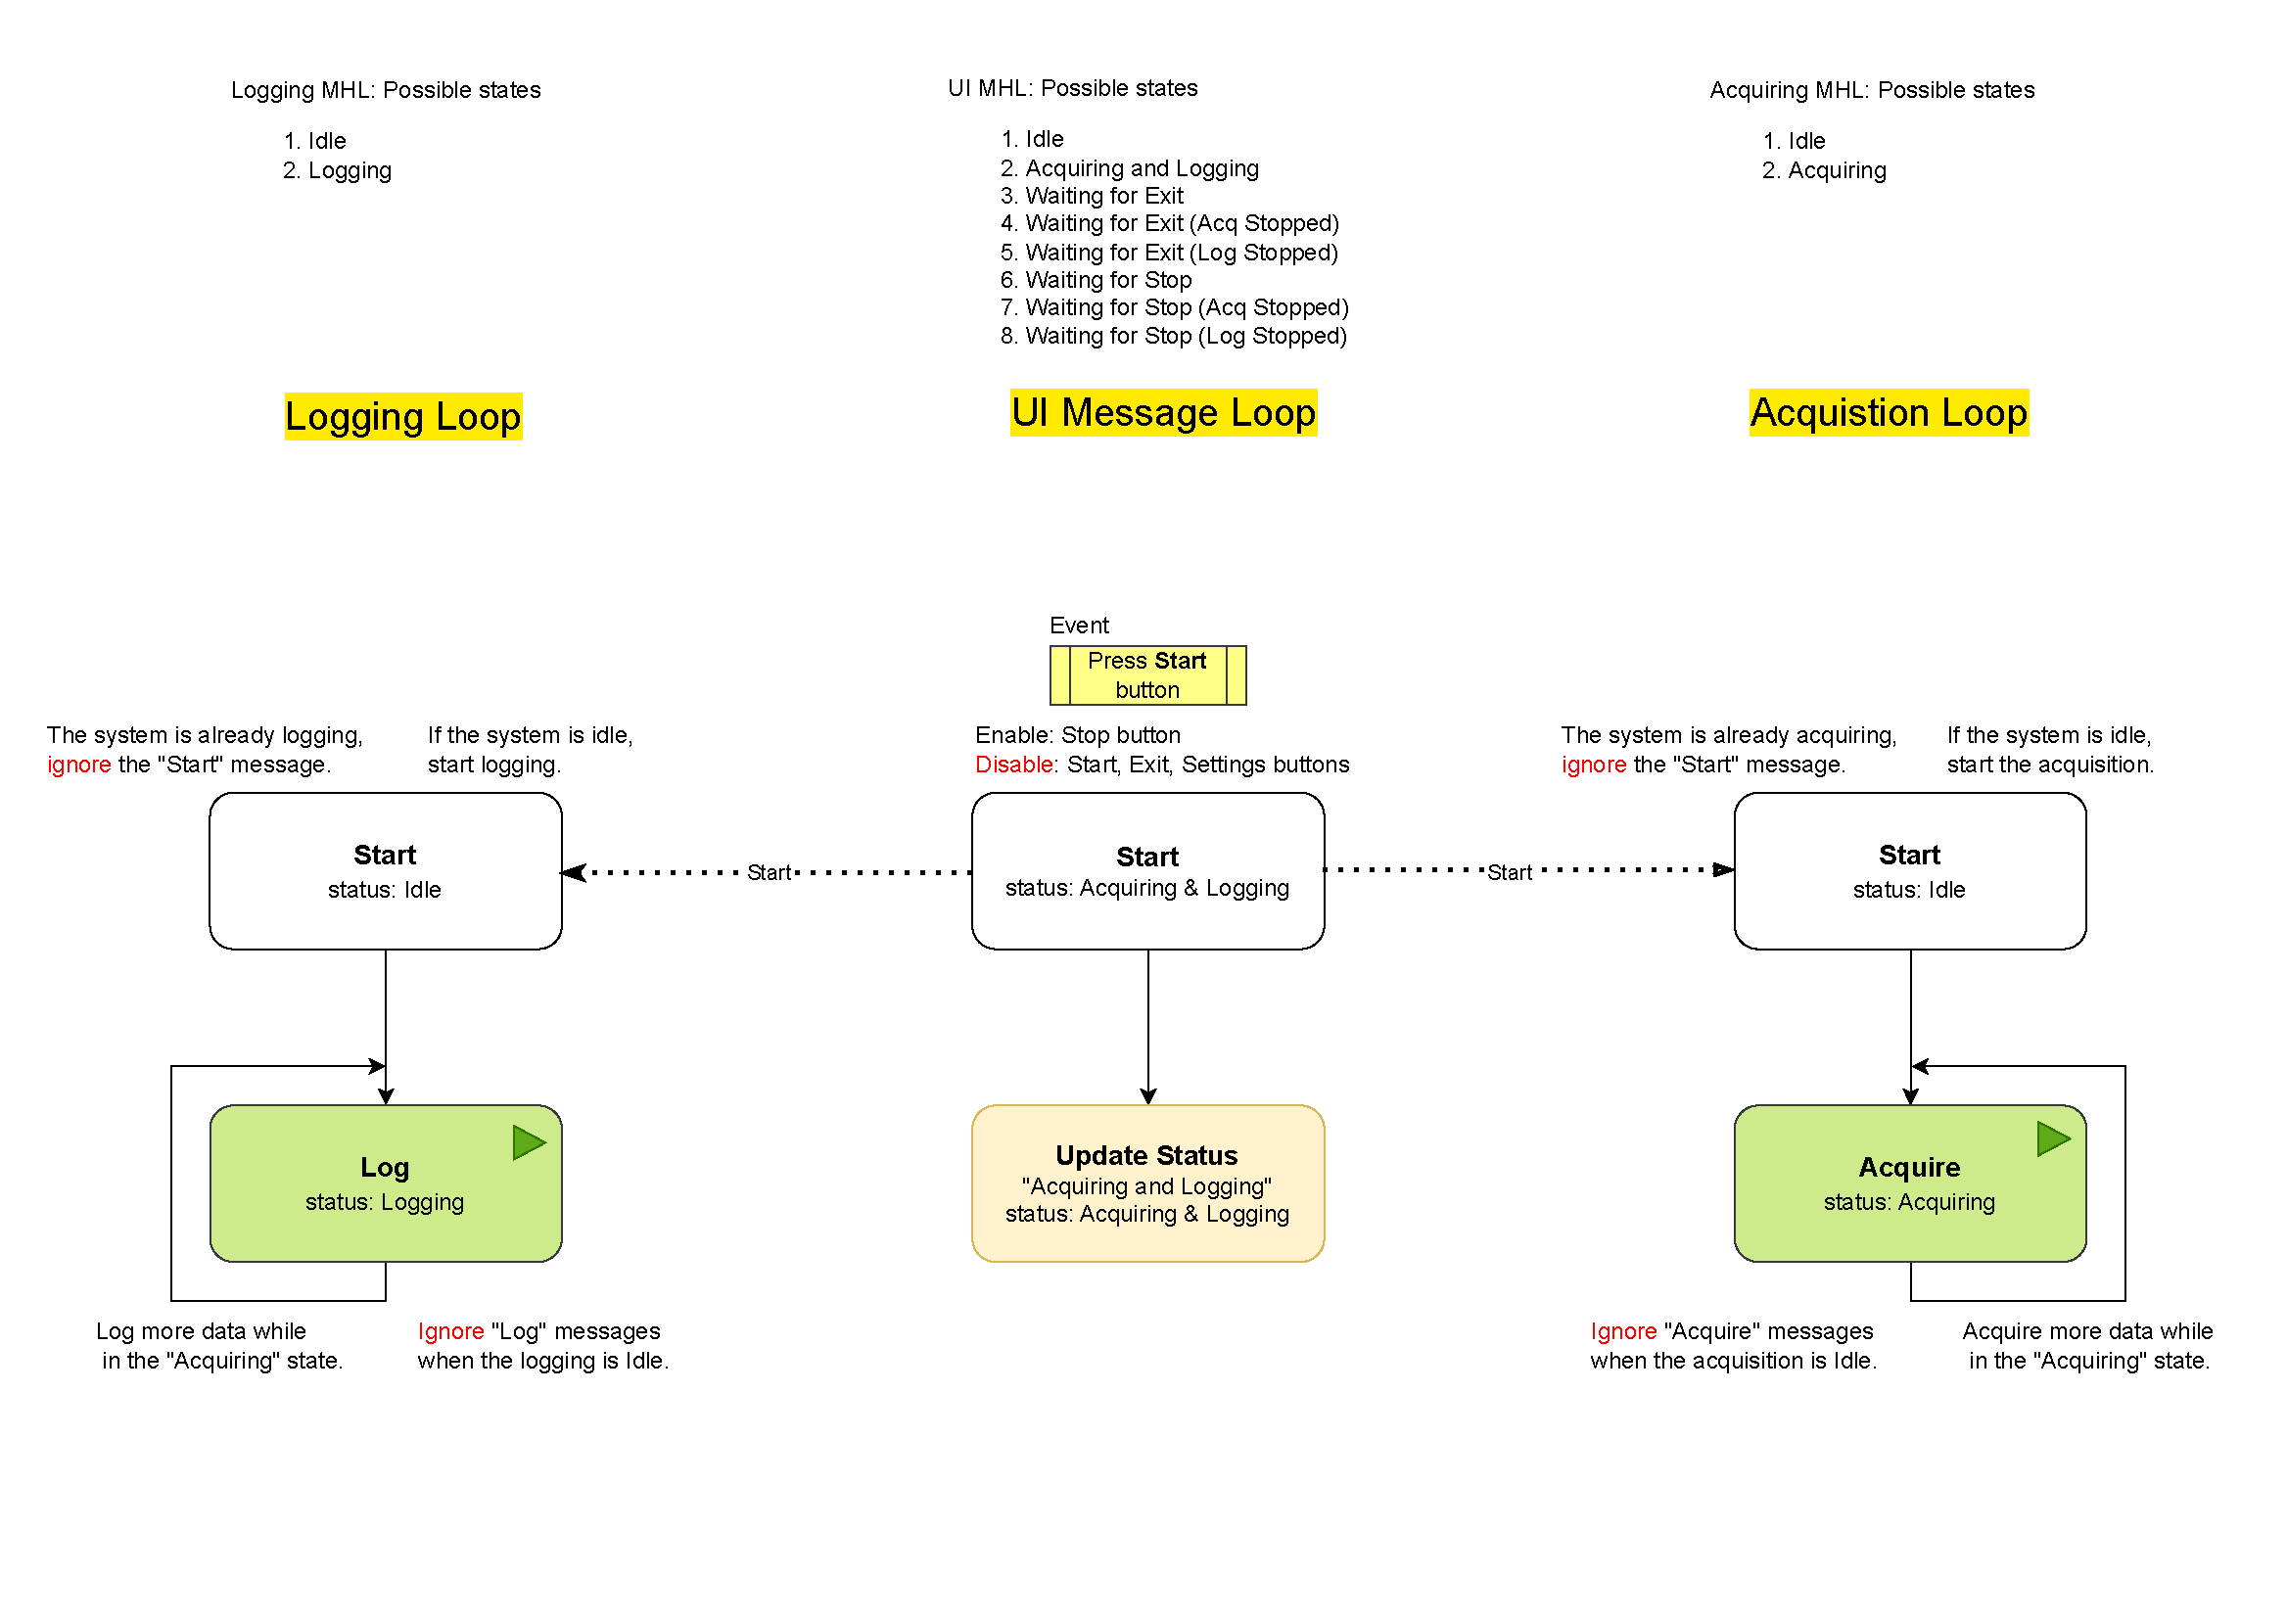 Logging MHL: Possible states
1. Idle
2. Logging
UI MHL: Possible states
1. Idle
2. Acquiring and Logging
3. Waiting for Exit
4. Waiting for Exit (Acq Stopped)
5. Waiting for Exit (Log Stopped)
6. Waiting for Stop
7. Waiting for Stop (Acq Stopped)
8. Waiting for Stop (Log Stopped)
Acquiring MHL: Possible states
1. Idle
2. Acquiring
Logging Loop
UI Message Loop
Acquistion Loop
Event
Press Start
button
The system is already logging,
ignore the "Start" message.
If the system is idle,
start logging.
Enable: Stop button
Disable: Start, Exit, Settings buttons
The system is already acquiring,
ignore the "Start" message.
If the system is idle,
start the acquisition.
Start
status: Idle
Start
Start
status: Acquiring & Logging
Start
Start
status: Idle
Log
status: Logging
Update Status
"Acquiring and Logging"
status: Acquiring & Logging
Acquire
status: Acquiring
Log more data while
in the "Acquiring" state.
Ignore "Log" messages
when the logging is Idle.
Ignore "Acquire" messages
when the acquisition is Idle.
Acquire more data while
in the "Acquiring" state.